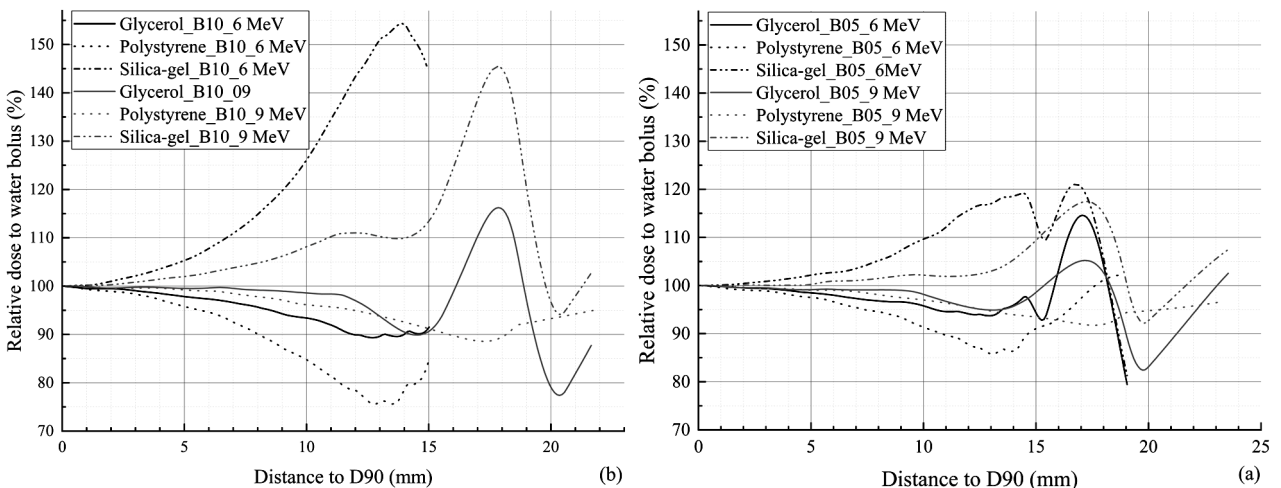 Relative dose to water bolus (%)
150
140
130
120
110
100
90
80
70
Glycerol_B10_6 MeV
Polystyrene_B10_6 MeV
Silica-gel_B10_6 MeV
Glycerol_B10_09
Polystyrene_B10_9 MeV
Silica-gel_B10_9 MeV
0 5 10 15 20
Distance to D90 (mm)
(b)
Relative dose to water bolus (%)
150
140
130
120
110
100
90
80
70
Glycerol_B05_6 MeV
Polystyrene_B05_6 MeV
Silica-gel_B05_6MeV
Glycerol_B05_9 MeV
Polystyrene_B05_9 MeV
Silica-gel_B05_9 MeV
0 5 10 15 20 25
Distance to D90 (mm)
(a)